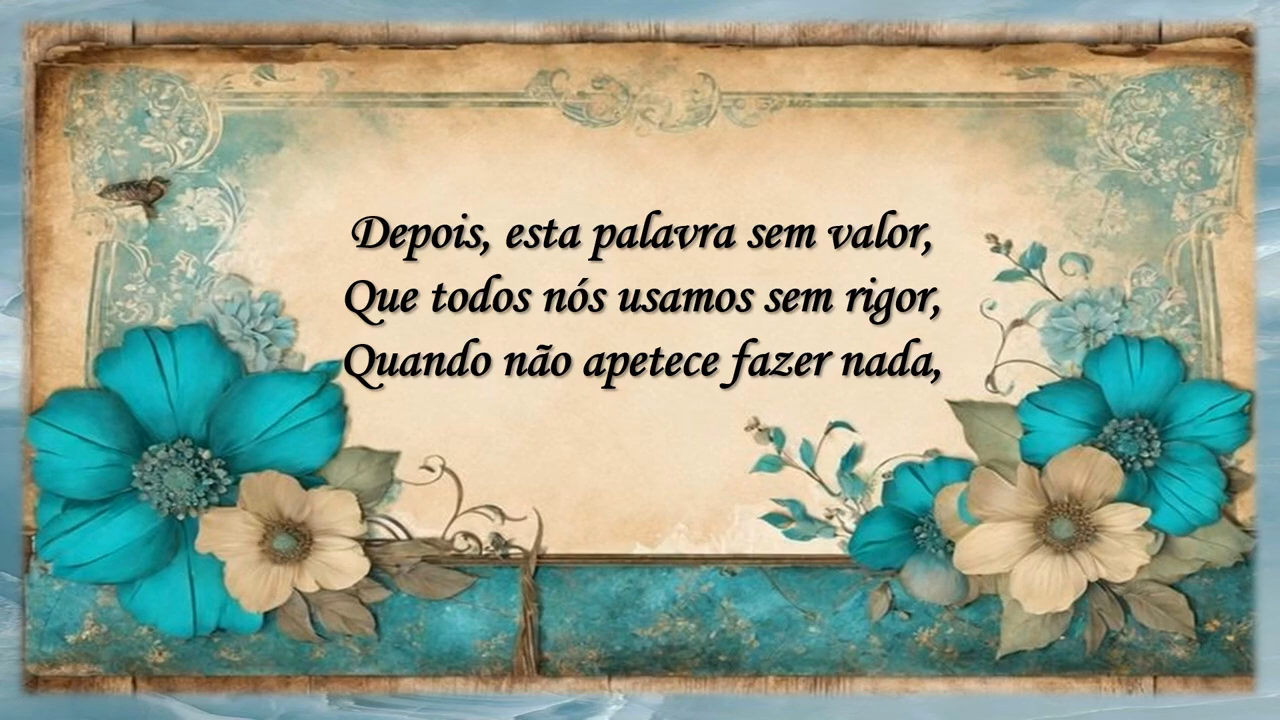 Depois, esta palavra sem valor,
Que todos nós usamos sem rigor,
Quando não apetece fazer nada,